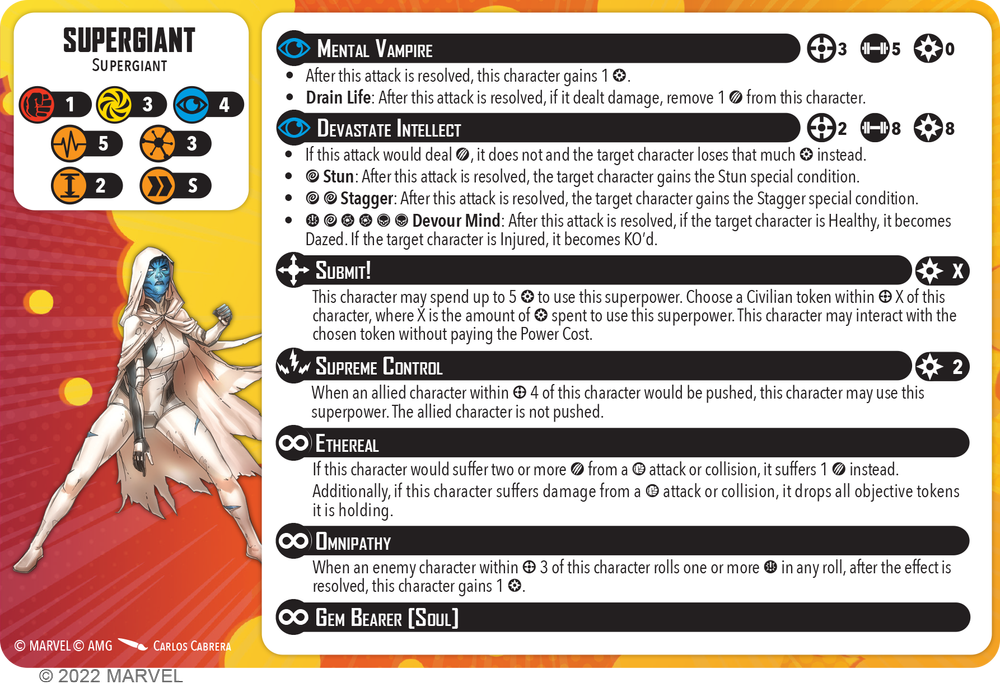 SUPERGIANT
SUPERGIANT
1 3 4
5 3
2 S
MENTAL VAMPIRE 3 5 0
• After this attack is resolved, this character gains 1 .
• Drain Life: After this attack is resolved, if it dealt damage, remove 1 from this character.
DEVASTATE INTELLECT 2 8 8
• If this attack would deal , it does not and the target character loses that much instead.
• Stun: After this attack is resolved, the target character gains the Stun special condition.
• Stagger: After this attack is resolved, the target character gains the Stagger special condition.
• Devour Mind: After this attack is resolved, if the target character is Healthy, it becomes
Dazed. If the target character is Injured, it becomes KO'd.
SUBMIT! X
This character may spend up to 5 to use this superpower. Choose a Civilian token within X of this
character, where X is the amount of spent to use this superpower. This character may interact with the
chosen token without paying the Power Cost.
SUPREME CONTROL 2
When an allied character within 4 of this character would be pushed, this character may use this
superpower. The allied character is not pushed.
ETHEREAL
If this character would suffer two or more from a attack or collision, it suffers 1 instead.
Additionally, if this character suffers damage from a attack or collision, it drops all objective tokens
it is holding.
OMNIPATHY
When an enemy character within 3 of this character rolls one or more in any roll, after the effect is
resolved, this character gains 1 .
GEM BEARER [SOUL]
© MARVEL © AMG CARLOS CABRERA
© 2022 MARVEL